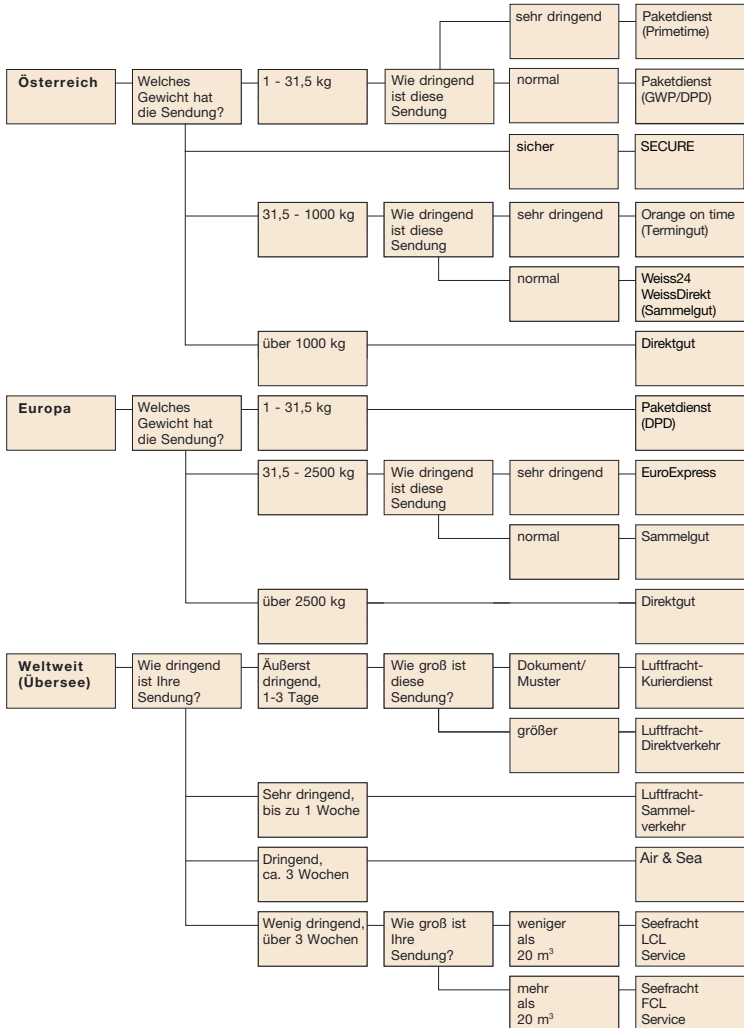 sehr dringend
Paketdienst
(Primetime)
Österreich
Welches
Gewicht hat
die Sendung?
1 - 31,5 kg
Wie dringend
ist diese
Sendung
normal
Paketdienst
(GWP/DPD)
sicher
SECURE
31,5 - 1000 kg
Wie dringend
ist diese
Sendung
sehr dringend
Orange on time
(Termingut)
normal
Weiss24
WeissDirekt
(Sammelgut)
über 1000 kg
Direktgut
Europa
Welches
Gewicht hat
die Sendung?
1 - 31,5 kg
Paketdienst
(DPD)
31,5 - 2500 kg
Wie dringend
ist diese
Sendung
sehr dringend
EuroExpress
normal
Sammelgut
über 2500 kg
Direktgut
Weltweit
(Übersee)
Wie dringend
ist Ihre
Sendung?
Äußerst
dringend,
1-3 Tage
Wie groß ist
diese
Sendung?
Dokument/
Muster
Luftfracht-
Kurierdienst
größer
Luftfracht-
Direktverkehr
Sehr dringend,
bis zu 1 Woche
Luftfracht-
Sammel-
verkehr
Dringend,
ca. 3 Wochen
Air & Sea
Wenig dringend,
über 3 Wochen
Wie groß ist
Ihre
Sendung?
weniger
als
20 m³
Seefracht
LCL
Service
mehr
als
20 m³
Seefracht
FCL
Service